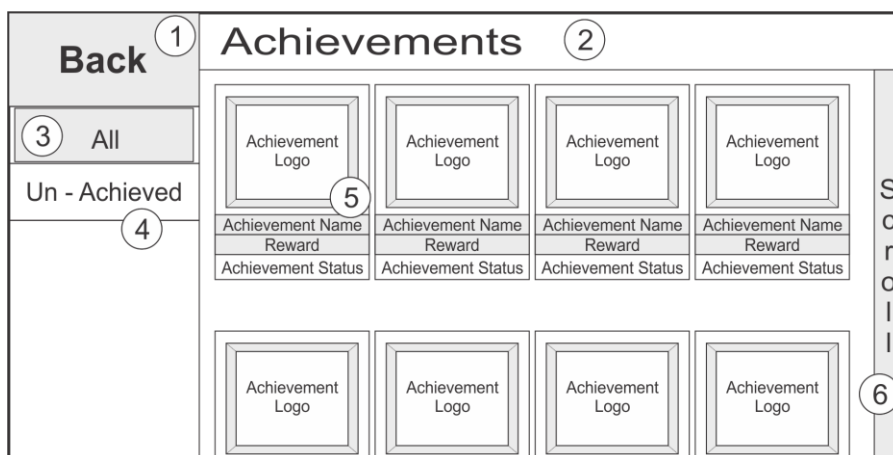 Back
1
Achievements
2
3
All
Un - Achieved
4
Achievement Logo
Achievement Logo
Achievement Logo
Achievement Logo
5
Achievement Name
Achievement Name
Achievement Name
Achievement Name
Reward
Reward
Reward
Reward
Achievement Status
Achievement Status
Achievement Status
Achievement Status
Achievement Logo
Achievement Logo
Achievement Logo
Achievement Logo
Scroll
6